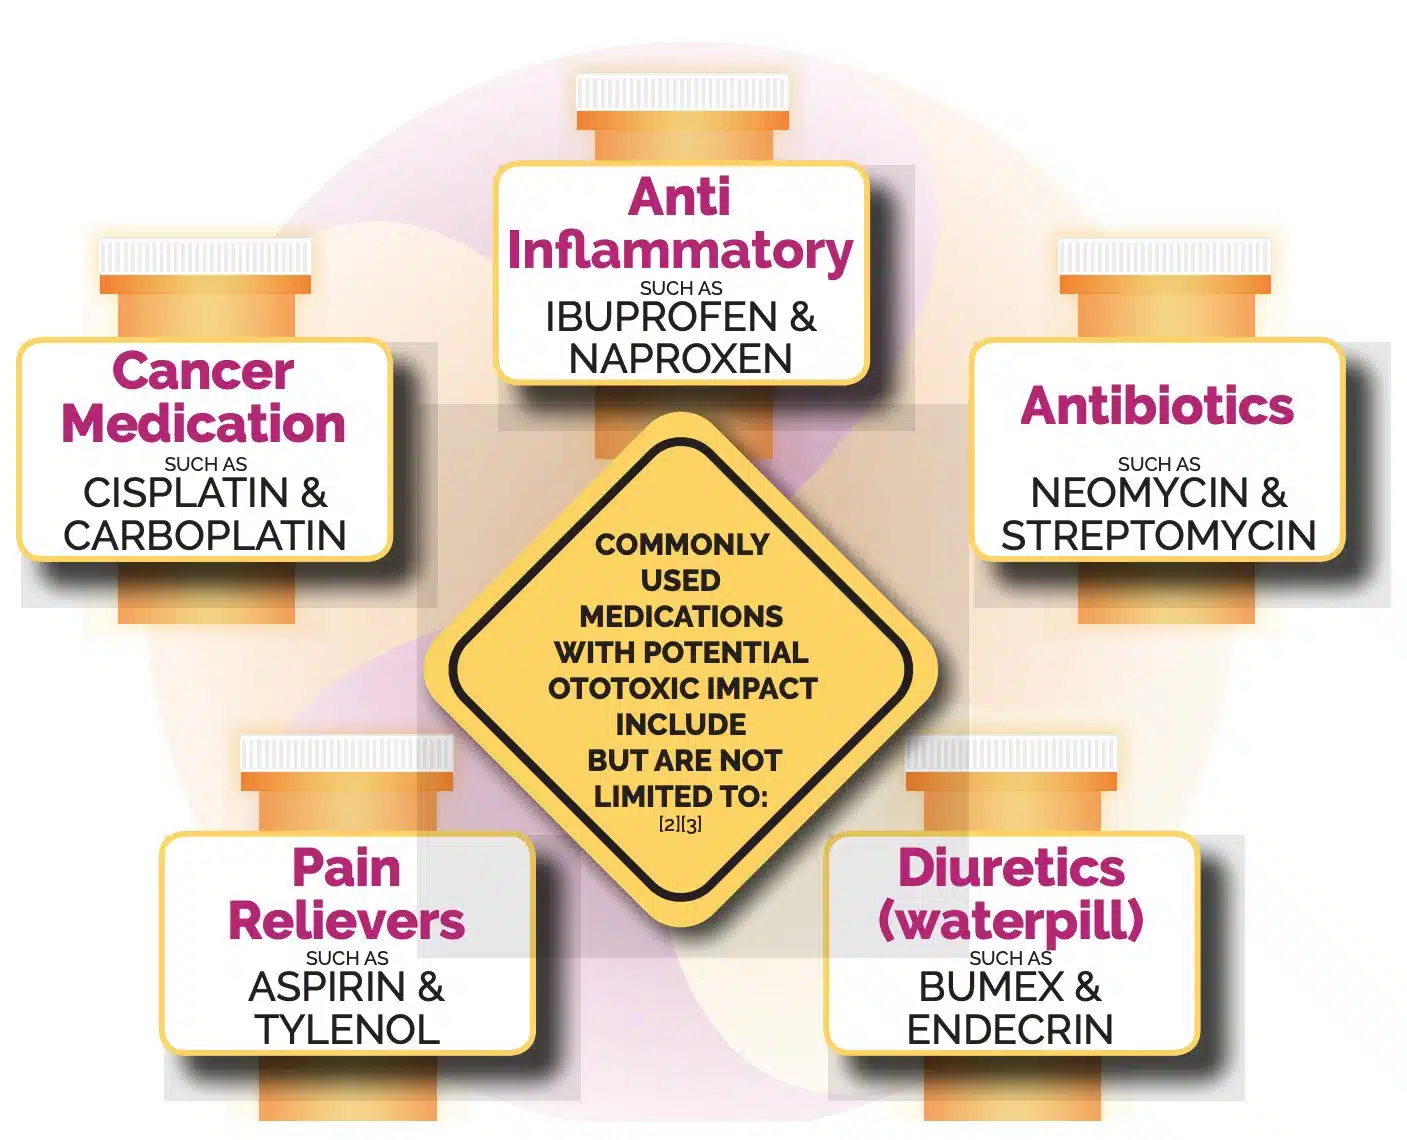 Anti
Inflammatory
SUCH AS
IBUPROFEN &
NAPROXEN
Cancer
Medication
SUCH AS
CISPLATIN &
CARBOPLATIN
Antibiotics
SUCH AS
NEOMYCIN &
STREPTOMYCIN
COMMONLY
USED
MEDICATIONS
WITH POTENTIAL
OTOTOXIC IMPACT
INCLUDE
BUT ARE NOT
LIMITED TO:
[2][3]
Pain
Relievers
SUCH AS
ASPIRIN &
TYLENOL
Diuretics
(waterpill)
SUCH AS
BUMEX &
ENDECRIN